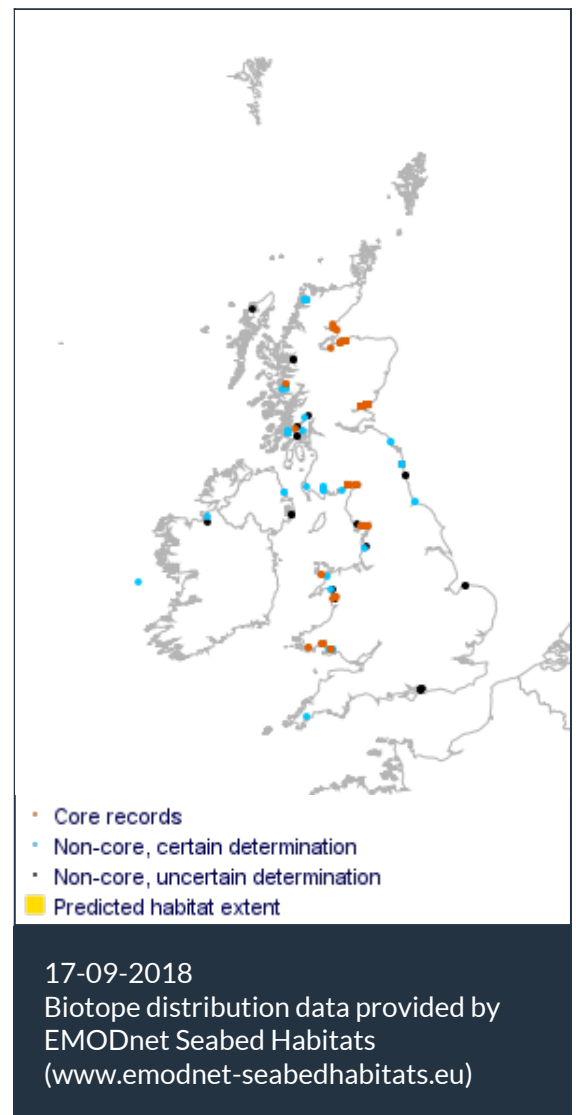 Core records
Non-core, certain determination
Non-core, uncertain determination
Predicted habitat extent
17-09-2018
Biotope distribution data provided by
EMODnet Seabed Habitats
(www.emodnet-seabedhabitats.eu)